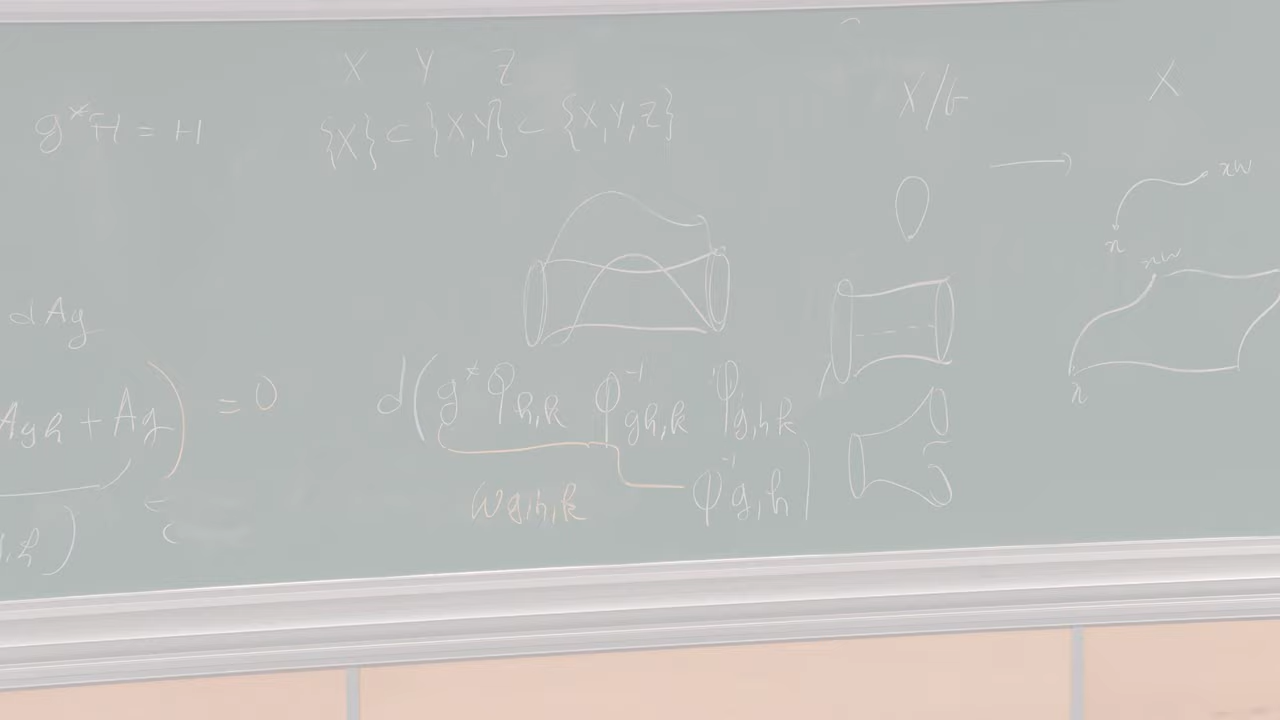 X Y Z
g*H = H
{X} ⊂ {X,Y} ⊂ {X,Y,Z}
X/G → X
x xw
xw
x
dAg
Agh + Ag) = 0
d(g*φh,k φ⁻¹gh,k φg,hk
φ⁻¹g,h)
ωg,h,k